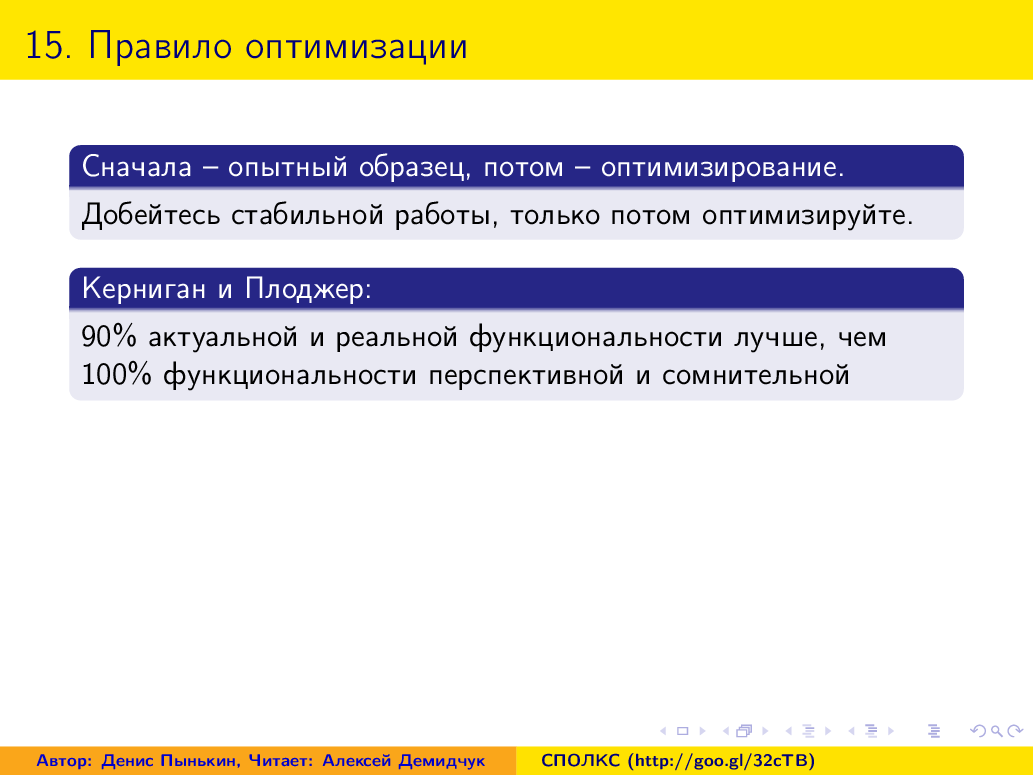 15. Правило оптимизации
Сначала – опытный образец, потом – оптимизирование.
Добейтесь стабильной работы, только потом оптимизируйте.
Керниган и Плоджер:
90% актуальной и реальной функциональности лучше, чем
100% функциональности перспективной и сомнительной
Автор: Денис Пынькин, Читает: Алексей Демидчук
СПОЛКС (http://goo.gl/32cTB)